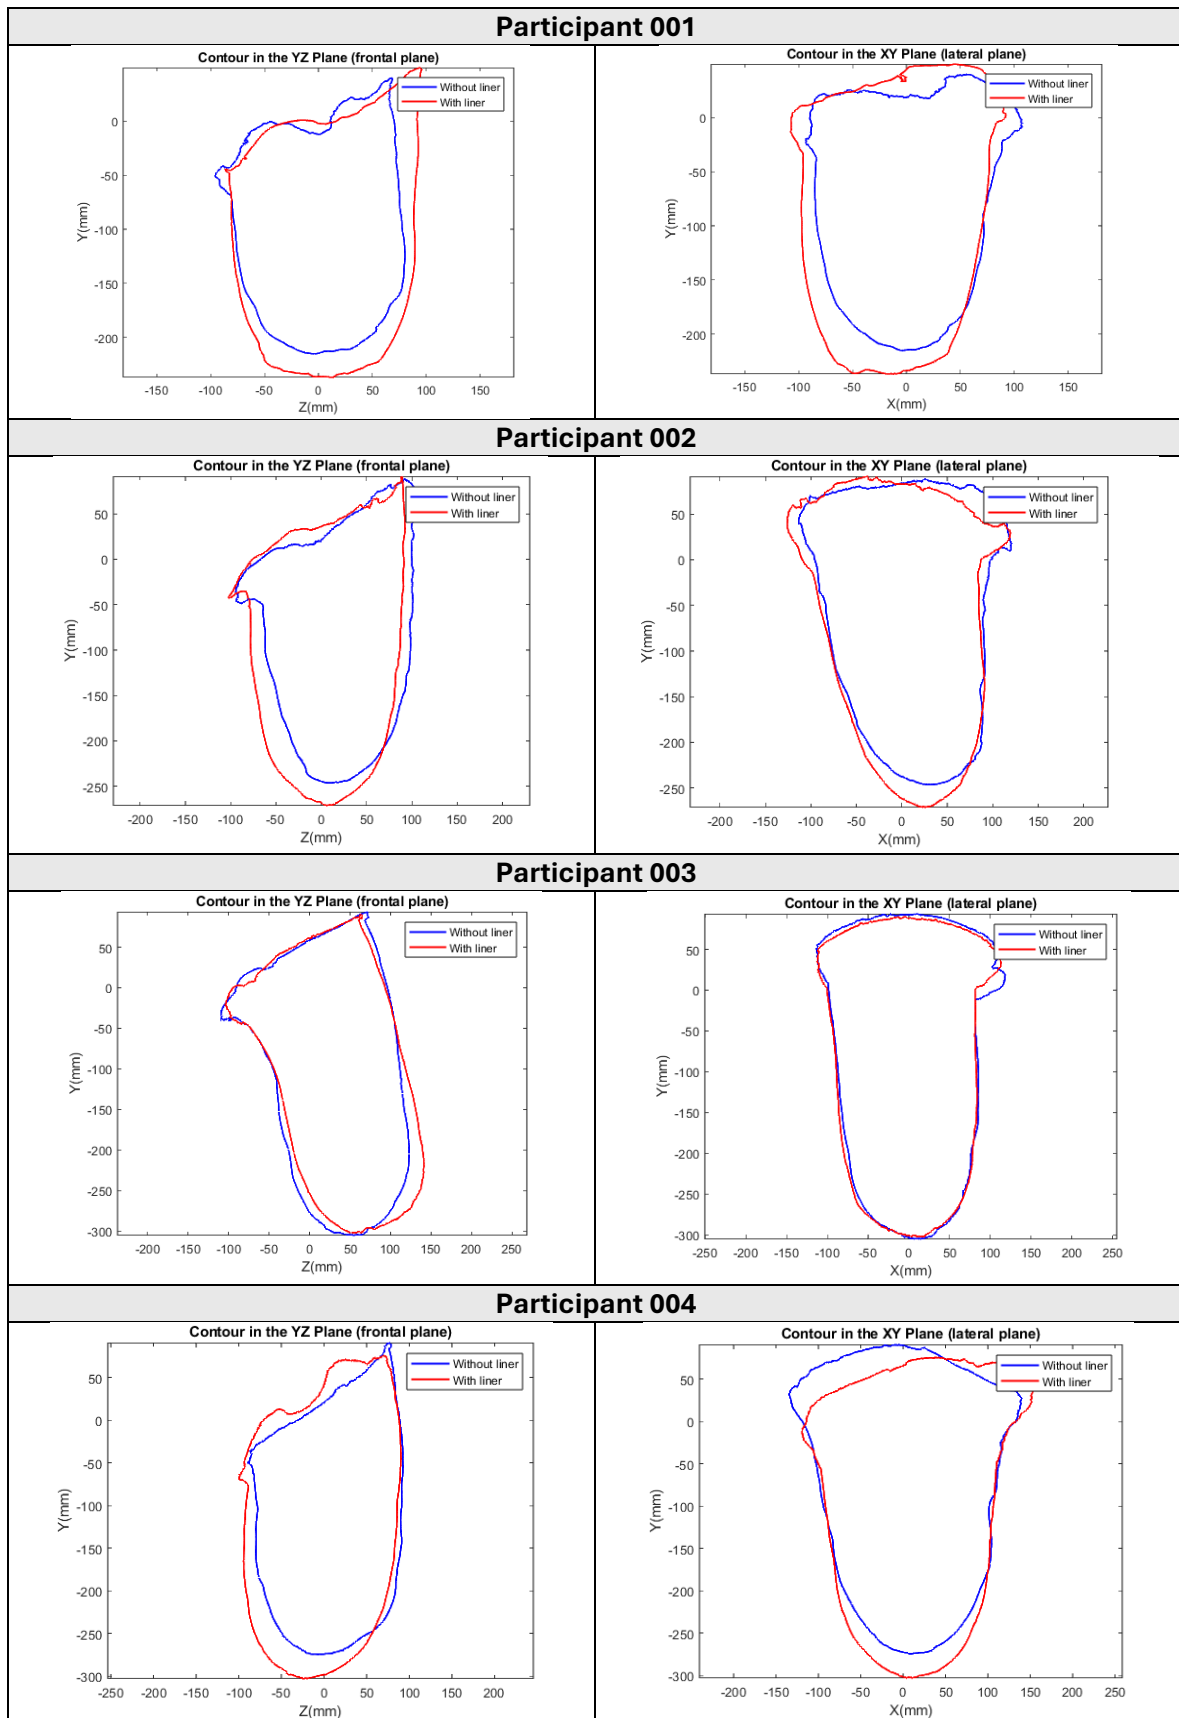 Participant 001
Contour in the YZ Plane (frontal plane)
Without liner
With liner
0
-50
-100
-150
-200
Y(mm)
-150 -100 -50 0 50 100 150
Z(mm)
Contour in the XY Plane (lateral plane)
Without liner
With liner
0
-50
-100
-150
-200
Y(mm)
-150 -100 -50 0 50 100 150
X(mm)
Participant 002
Contour in the YZ Plane (frontal plane)
Without liner
With liner
50
0
-50
-100
-150
-200
-250
Y(mm)
-200 -150 -100 -50 0 50 100 150 200
Z(mm)
Contour in the XY Plane (lateral plane)
Without liner
With liner
50
0
-50
-100
-150
-200
-250
Y(mm)
-200 -150 -100 -50 0 50 100 150 200
X(mm)
Participant 003
Contour in the YZ Plane (frontal plane)
Without liner
With liner
50
0
-50
-100
-150
-200
-250
-300
Y(mm)
-200 -150 -100 -50 0 50 100 150 200 250
Z(mm)
Contour in the XY Plane (lateral plane)
Without liner
With liner
50
0
-50
-100
-150
-200
-250
-300
Y(mm)
-250 -200 -150 -100 -50 0 50 100 150 200 250
X(mm)
Participant 004
Contour in the YZ Plane (frontal plane)
Without liner
With liner
50
0
-50
-100
-150
-200
-250
-300
Y(mm)
-250 -200 -150 -100 -50 0 50 100 150 200
Z(mm)
Contour in the XY Plane (lateral plane)
Without liner
With liner
50
0
-50
-100
-150
-200
-250
-300
Y(mm)
-200 -150 -100 -50 0 50 100 150 200 250
X(mm)